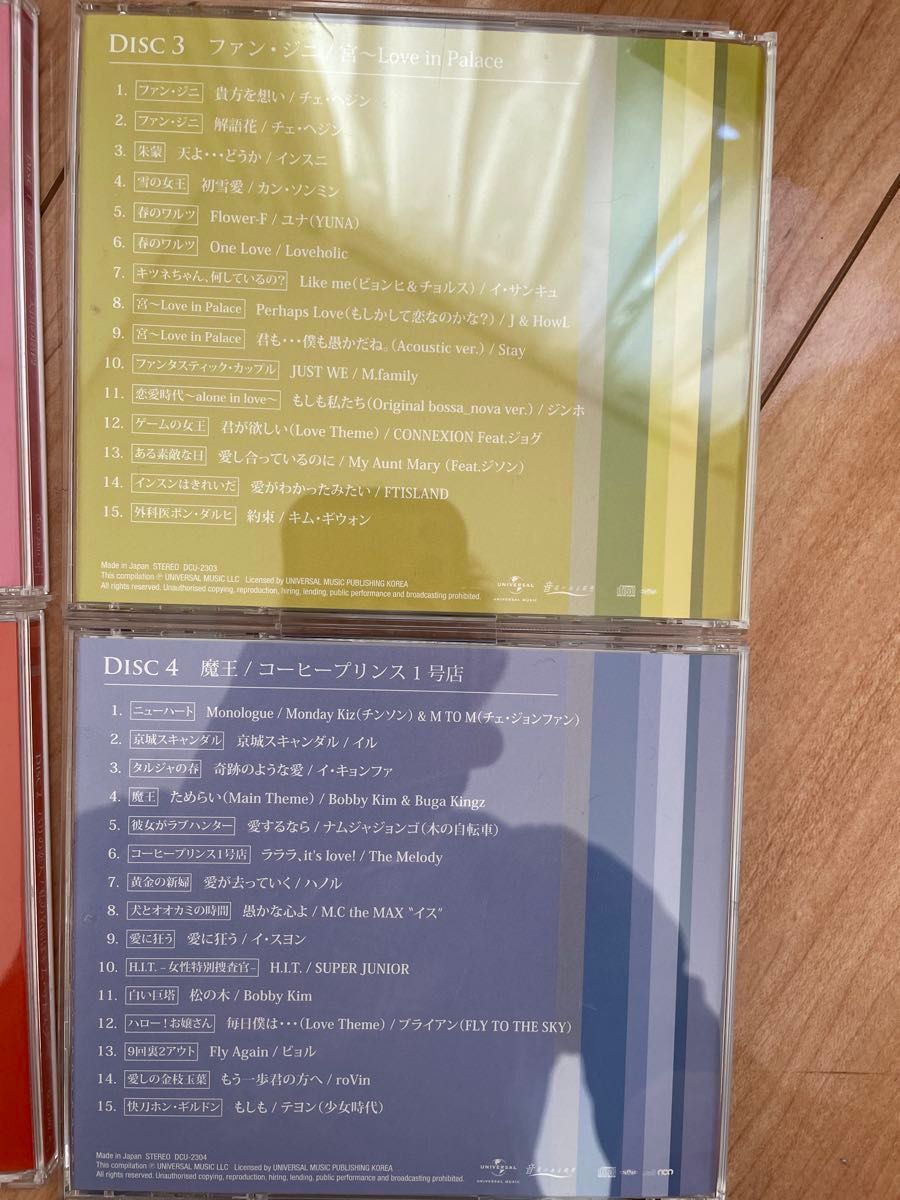 DISC 3 ファン・ジニ / 宮〜Love in Palace
1. ファン・ジニ 貴方を想い / チェ・ヘジン
2. ファン・ジニ 解語花 / チェ・ヘジン
3. 朱蒙 天よ・・・どうか / インスニ
4. 雪の女王 初雪愛 / カン・ソンミン
5. 春のワルツ Flower-F / ユナ(YUNA)
6. 春のワルツ One Love / Loveholic
7. キツネちゃん、何しているの? Like me(ビョンヒ&チョルス) / イ・サンキュ
8. 宮〜Love in Palace Perhaps Love(もしかして恋なのかな?) / J & HowL
9. 宮〜Love in Palace 君も・・・僕も愚かだね。(Acoustic ver.) / Stay
10. ファンタスティック・カップル JUST WE / M.family
11. 恋愛時代〜alone in love〜 もしも私たち(Original bossa_nova ver.) / ジンホ
12. ゲームの女王 君が欲しい(Love Theme) / CONNEXION Feat.ジョグ
13. ある素敵な日 愛し合っているのに / My Aunt Mary (Feat.ジソン)
14. インスンはきれいだ 愛がわかったみたい / FTISLAND
15. 外科医ポン・ダルヒ 約束 / キム・ギウォン
Made in Japan STEREO DCU-2303
This compilation ℗ UNIVERSAL MUSIC LLC Licensed by UNIVERSAL MUSIC PUBLISHING KOREA
All rights reserved. Unauthorised copying, reproduction, hiring, lending, public performance and broadcasting prohibited.
UNIVERSAL
UNIVERSAL MUSIC
DISC 4 魔王 / コーヒープリンス1号店
1. ニューハート Monologue / Monday Kiz(チンソン) & M TO M(チェ・ジョンファン)
2. 京城スキャンダル 京城スキャンダル / イル
3. タルジャの春 奇跡のような愛 / イ・キョンファ
4. 魔王 ためらい(Main Theme) / Bobby Kim & Buga Kingz
5. 彼女がラブハンター 愛するなら / ナムジャジョンゴ(木の自転車)
6. コーヒープリンス1号店 ラララ、it's love! / The Melody
7. 黄金の新婦 愛が去っていく / ハノル
8. 犬とオオカミの時間 愚かな心よ / M.C the MAX "イス"
9. 愛に狂う 愛に狂う / イ・スヨン
10. H.I.T. -女性特別捜査官- H.I.T. / SUPER JUNIOR
11. 白い巨塔 松の木 / Bobby Kim
12. ハロー!お嬢さん 毎日僕は・・・(Love Theme) / ブライアン(FLY TO THE SKY)
13. 9回裏2アウト Fly Again / ビョル
14. 愛しの金枝玉葉 もう一歩君の方へ / roVin
15. 快刀ホン・ギルドン もしも / テヨン(少女時代)
Made in Japan STEREO DCU-2304
This compilation ℗ UNIVERSAL MUSIC LLC Licensed by UNIVERSAL MUSIC PUBLISHING KOREA
All rights reserved. Unauthorised copying, reproduction, hiring, lending, public performance and broadcasting prohibited.
UNIVERSAL
UNIVERSAL MUSIC